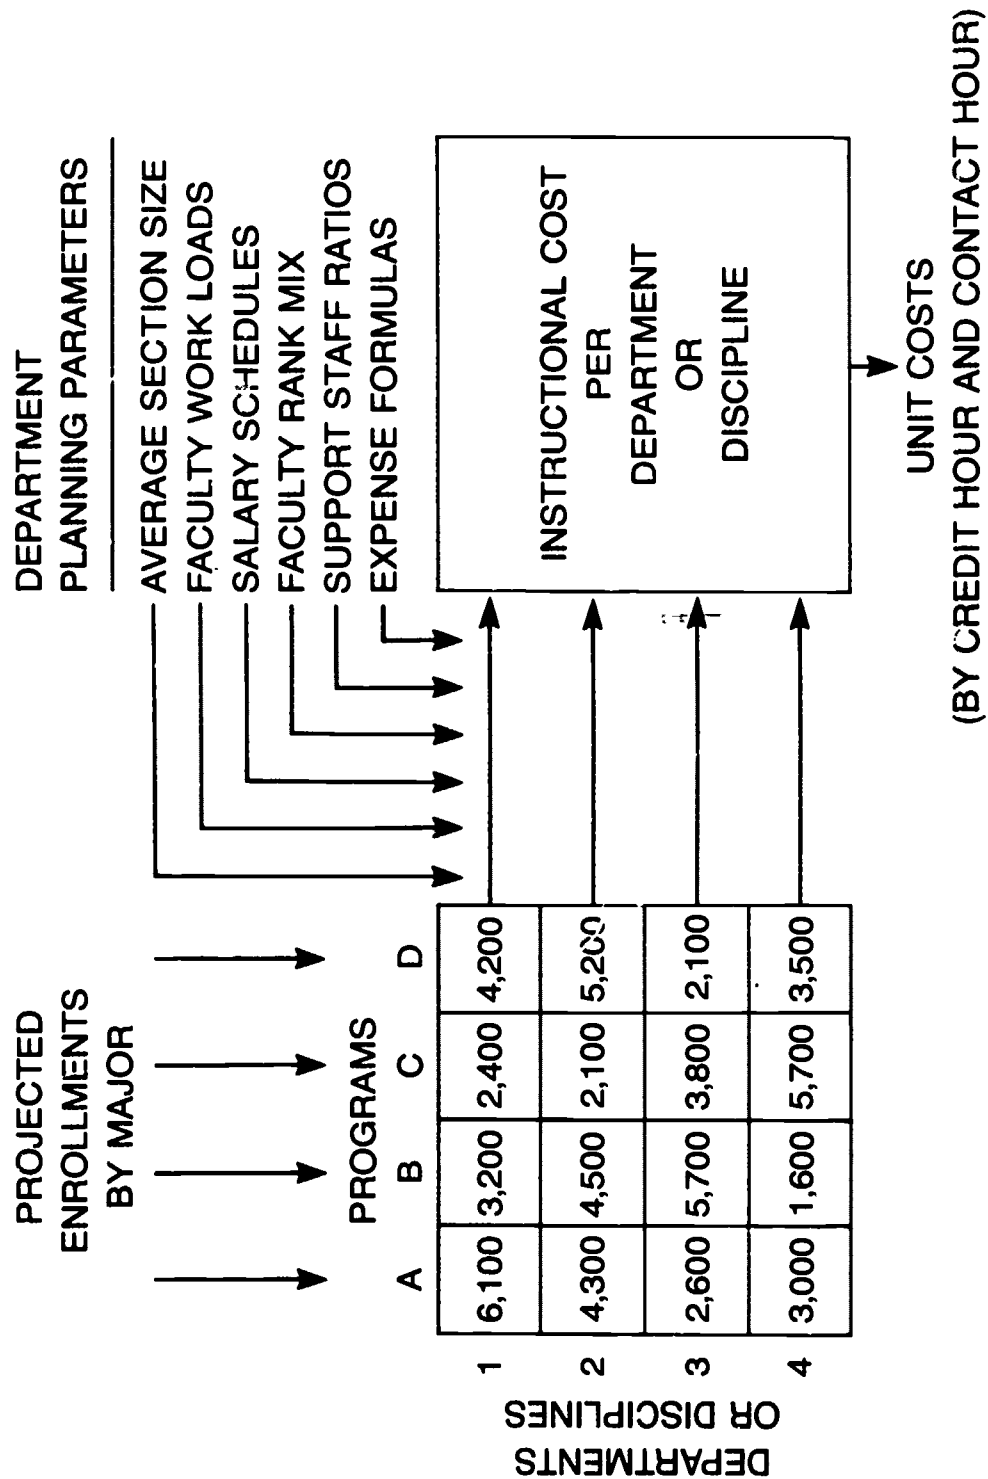 PROJECTED
ENROLLMENTS
BY MAJOR
PROGRAMS
A B C D
DEPARTMENTS
OR DISCIPLINES
1 6,100 3,200 2,400 4,200
2 4,300 4,500 2,100 5,200
3 2,600 5,700 3,800 2,100
4 3,000 1,600 5,700 3,500
DEPARTMENT
PLANNING PARAMETERS
AVERAGE SECTION SIZE
FACULTY WORK LOADS
SALARY SCHEDULES
FACULTY RANK MIX
SUPPORT STAFF RATIOS
EXPENSE FORMULAS
INSTRUCTIONAL COST
PER
DEPARTMENT
OR
DISCIPLINE
UNIT COSTS
(BY CREDIT HOUR AND CONTACT HOUR)